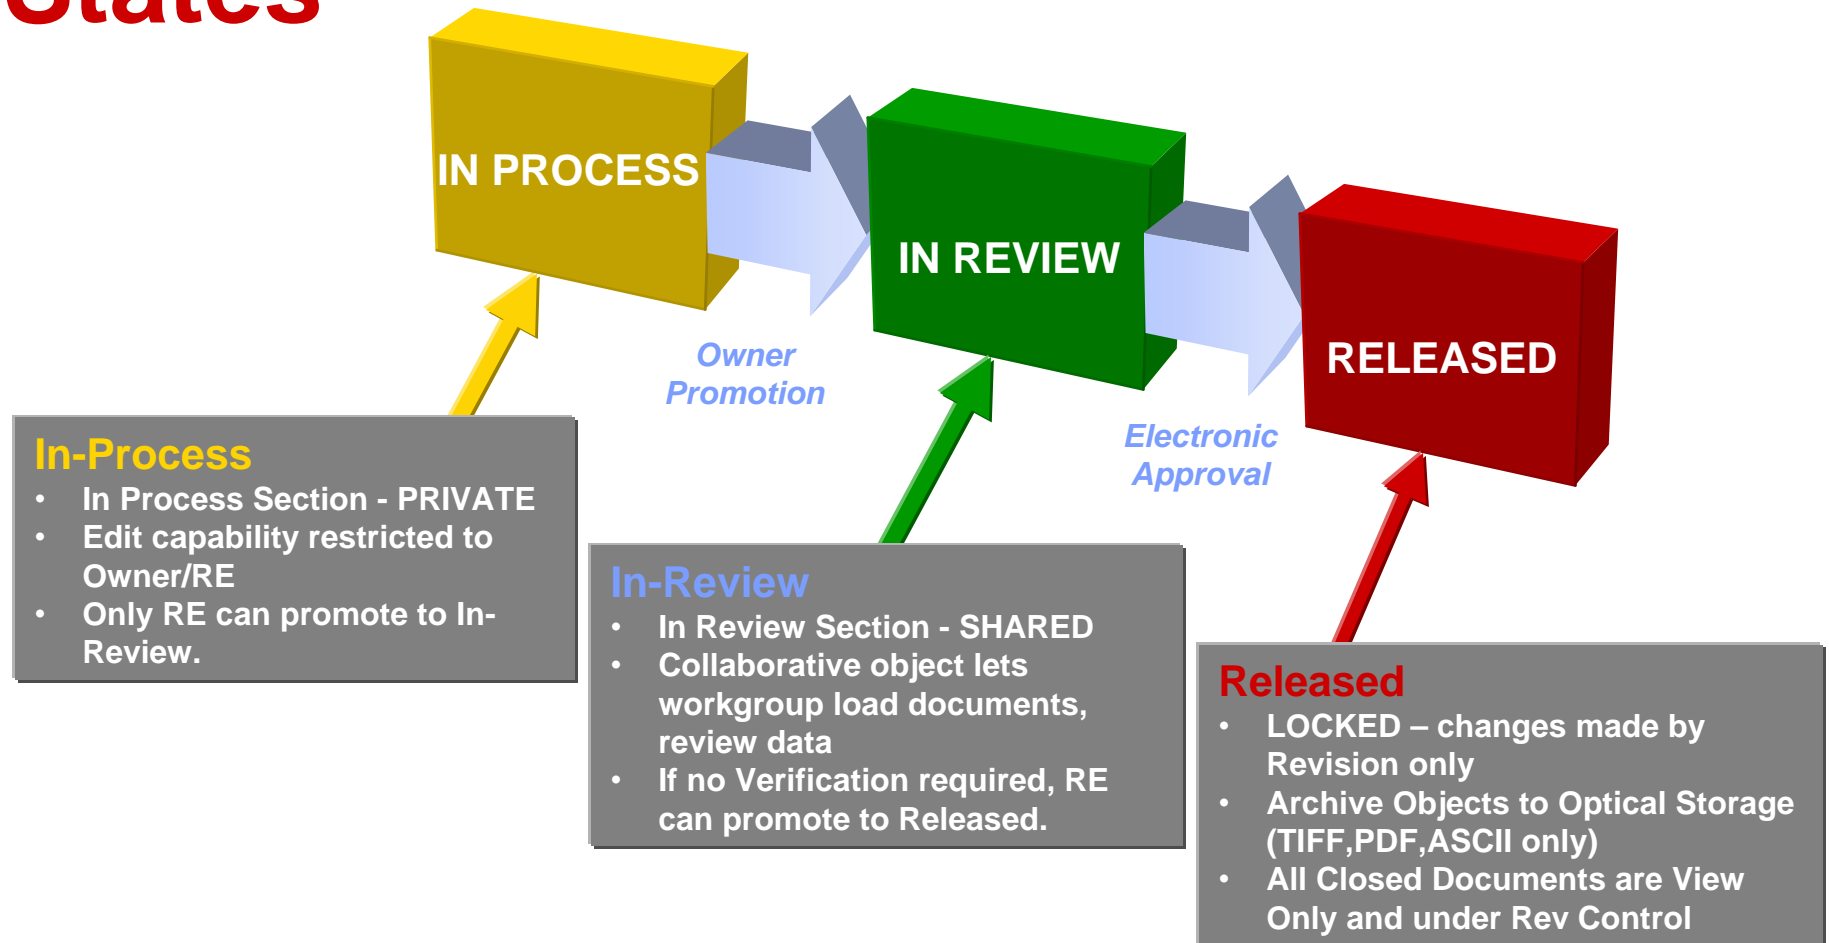 States
IN PROCESS
IN REVIEW
RELEASED
Owner
Promotion
Electronic
Approval
In-Process
• In Process Section - PRIVATE
• Edit capability restricted to
Owner/RE
• Only RE can promote to In-
Review.
In-Review
• In Review Section - SHARED
• Collaborative object lets
workgroup load documents,
review data
• If no Verification required, RE
can promote to Released.
Released
• LOCKED – changes made by
Revision only
• Archive Objects to Optical Storage
(TIFF,PDF,ASCII only)
• All Closed Documents are View
Only and under Rev Control